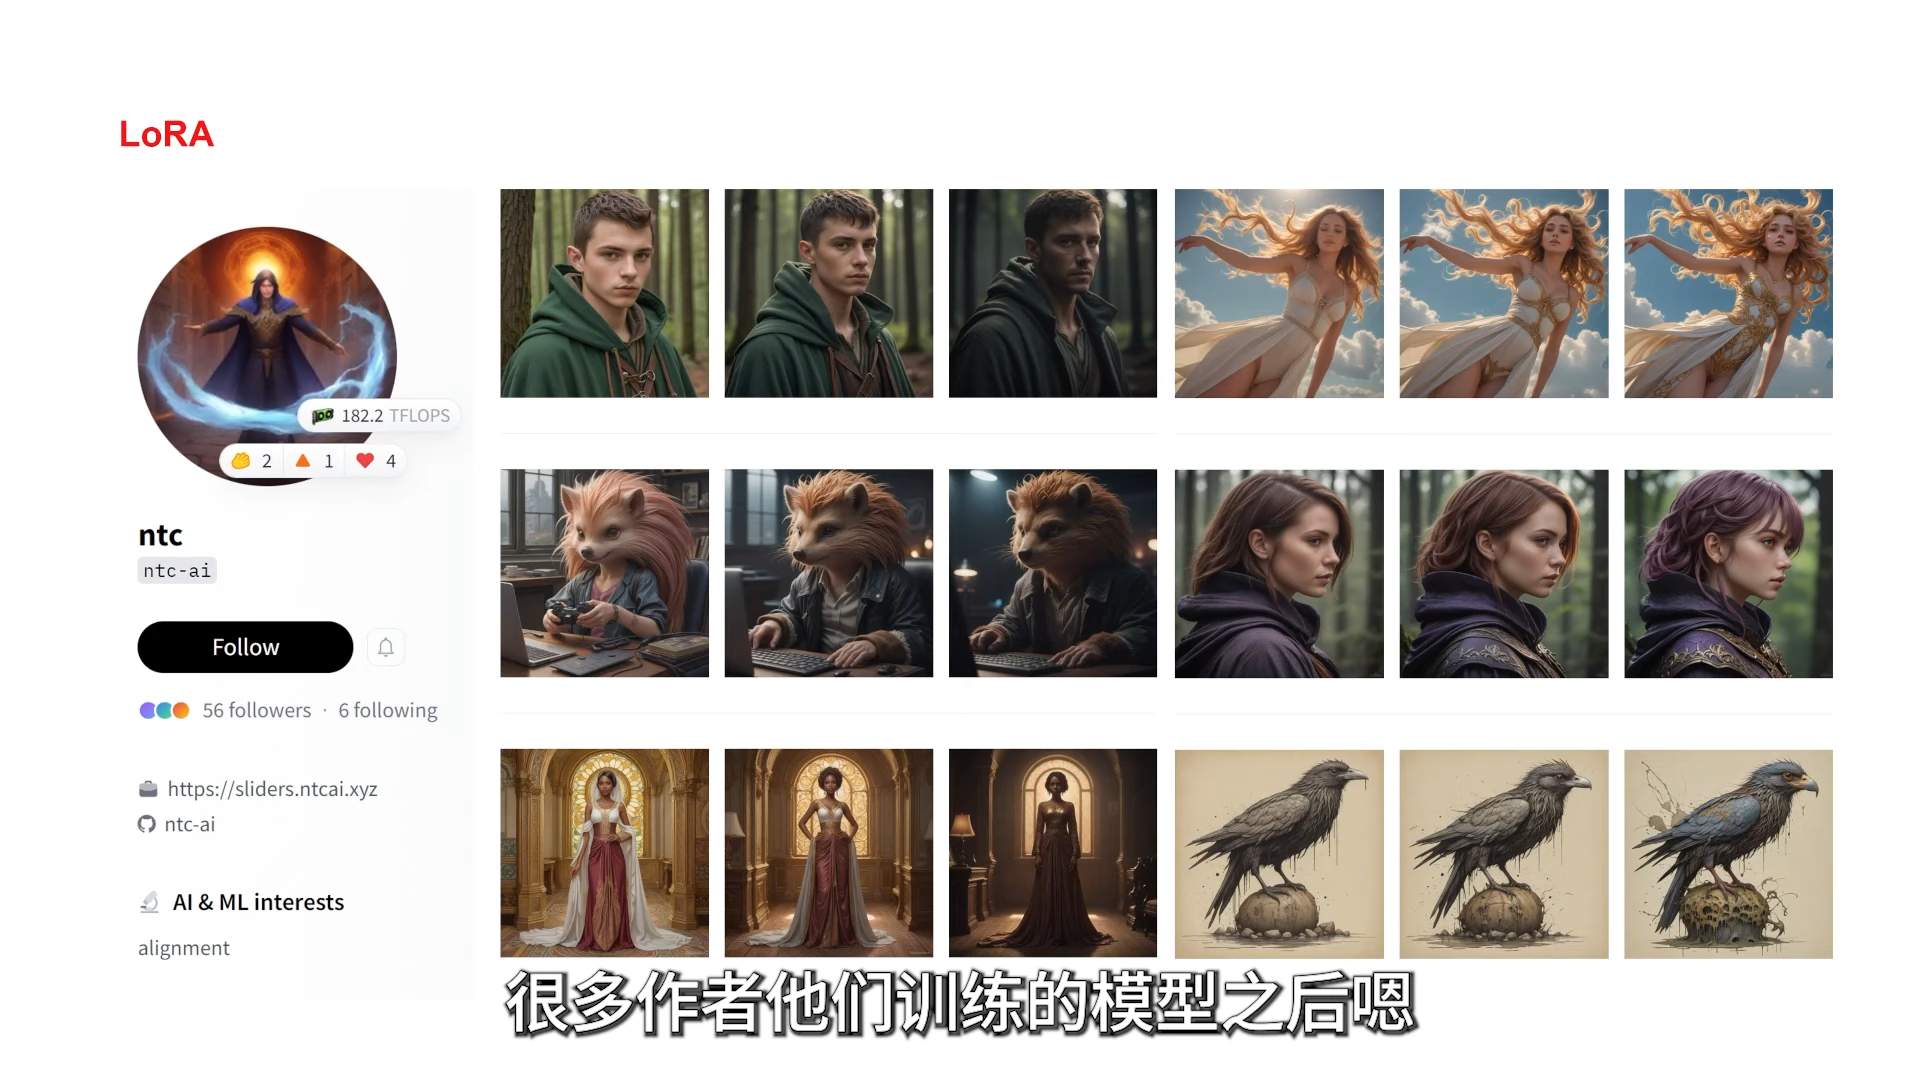 LoRA
182.2 TFLOPS
2 1 4
ntc
ntc-ai
Follow
56 followers · 6 following
https://sliders.ntcai.xyz
ntc-ai
AI & ML interests
alignment
很多作者他们训练的模型之后嗯